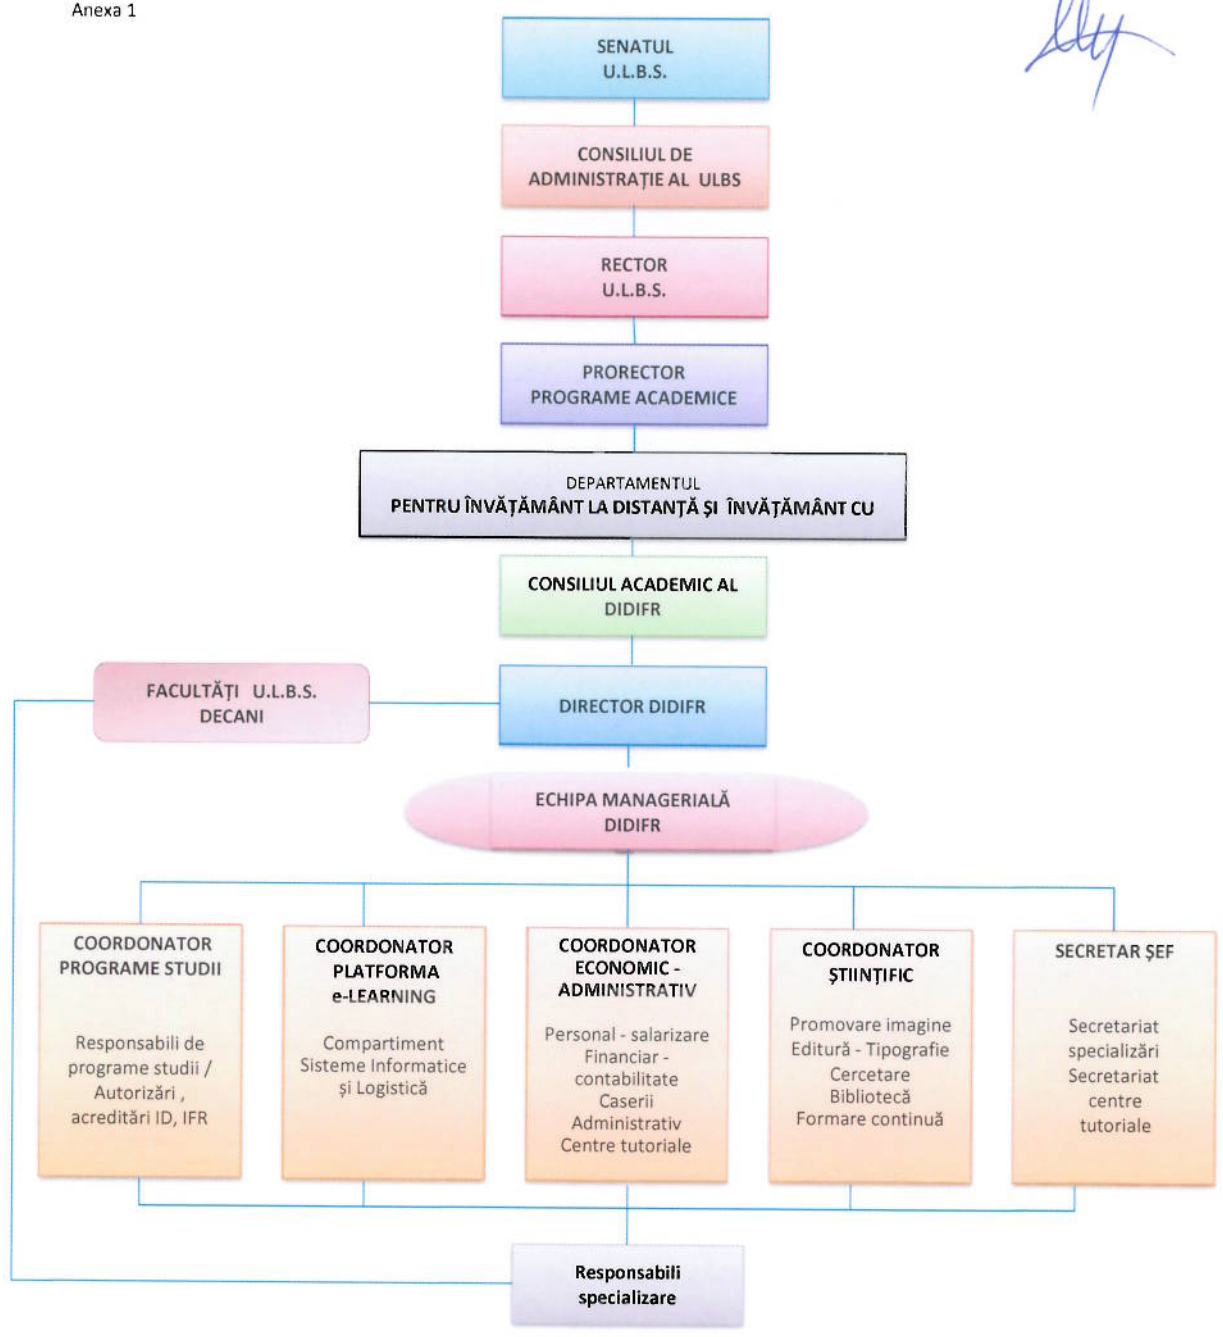 Anexa 1
SENATUL
U.L.B.S.
CONSILIUL DE
ADMINISTRAȚIE AL ULBS
RECTOR
U.L.B.S.
PRORECTOR
PROGRAME ACADEMICE
DEPARTAMENTUL
PENTRU ÎNVĂȚĂMÂNT LA DISTANȚĂ ȘI ÎNVĂȚĂMÂNT CU
CONSILIUL ACADEMIC AL
DIDIFR
FACULTĂȚI U.L.B.S.
DECANI
DIRECTOR DIDIFR
ECHIPA MANAGERIALĂ
DIDIFR
COORDONATOR
PROGRAME STUDII
Responsabili de
programe studii /
Autorizări ,
acreditări ID, IFR
COORDONATOR
PLATFORMA
e-LEARNING
Compartiment
Sisteme Informatice
și Logistică
COORDONATOR
ECONOMIC -
ADMINISTRATIV
Personal - salarizare
Financiar -
contabilitate
Caserii
Administrativ
Centre tutoriale
COORDONATOR
ȘTIINȚIFIC
Promovare imagine
Editură - Tipografie
Cercetare
Bibliotecă
Formare continuă
SECRETAR ȘEF
Secretariat
specializări
Secretariat
centre
tutoriale
Responsabili
specializare